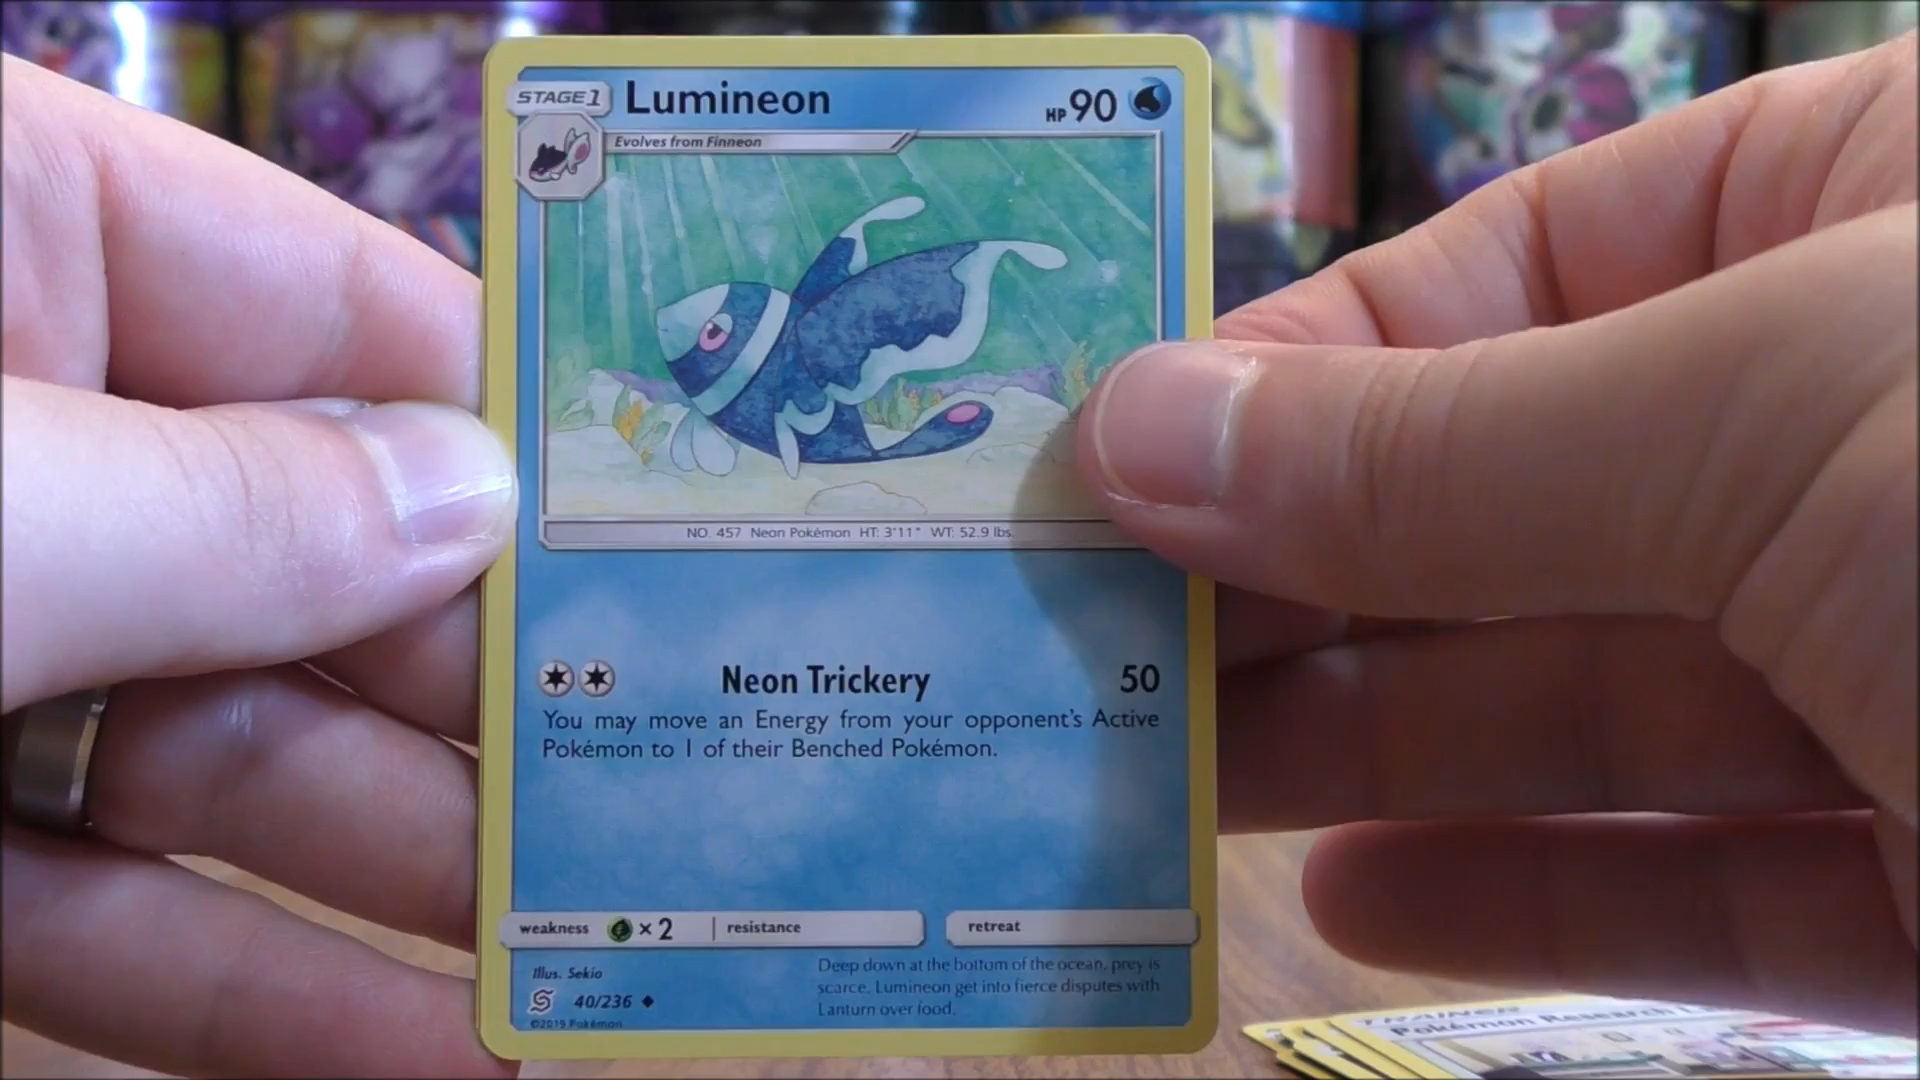 STAGE 1 Lumineon HP 90
Evolves from Finneon
NO. 457 Neon Pokémon HT: 3'11" WT: 52.9 lbs.
Neon Trickery 50
You may move an Energy from your opponent's Active
Pokémon to 1 of their Benched Pokémon.
weakness × 2 resistance retreat
Illus. Sekio
40/236
©2019 Pokémon
Deep down at the bottom of the ocean, prey is
scarce. Lumineon get into fierce disputes with
Lanturn over food.
TRAINER
Pokémon Research